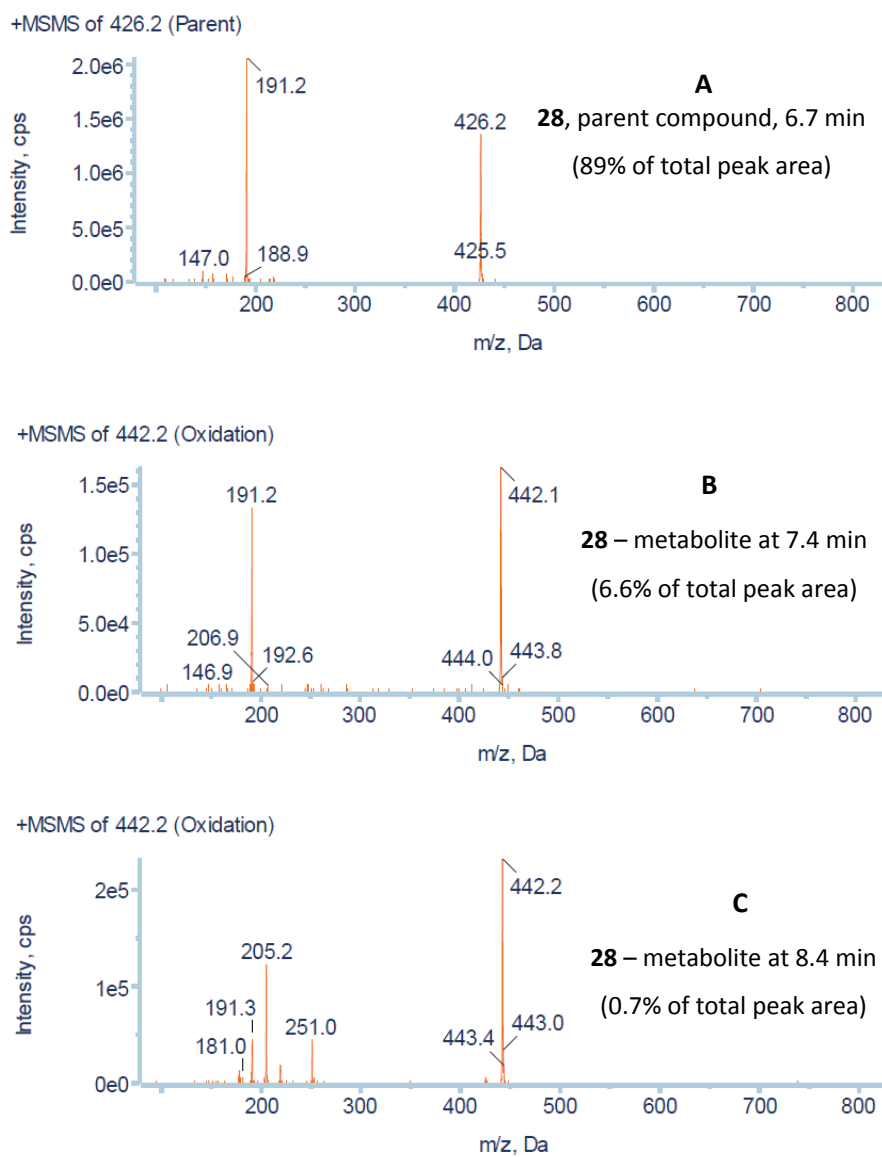 +MSMS of 426.2 (Parent)
Intensity, cps
2.0e6
1.5e6
1.0e6
5.0e5
0.0e0
191.2
426.2
425.5
147.0
188.9
A
28, parent compound, 6.7 min
(89% of total peak area)
200 300 400 500 600 700 800
m/z, Da
+MSMS of 442.2 (Oxidation)
Intensity, cps
1.5e5
1.0e5
5.0e4
0.0e0
191.2
442.1
206.9
192.6
146.9
444.0
443.8
B
28 – metabolite at 7.4 min
(6.6% of total peak area)
200 300 400 500 600 700 800
m/z, Da
+MSMS of 442.2 (Oxidation)
Intensity, cps
2e5
1e5
0e0
442.2
205.2
191.3
181.0
251.0
443.4
443.0
C
28 – metabolite at 8.4 min
(0.7% of total peak area)
200 300 400 500 600 700 800
m/z, Da